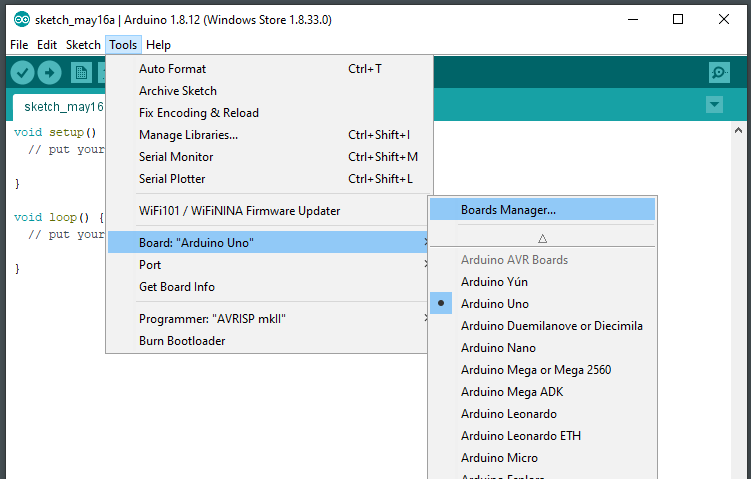 sketch_may16a | Arduino 1.8.12 (Windows Store 1.8.33.0)
File Edit Sketch Tools Help
sketch_may16
void setup()
// put your
}
void loop() {
// put your
}
Auto Format Ctrl+T
Archive Sketch
Fix Encoding & Reload
Manage Libraries... Ctrl+Shift+I
Serial Monitor Ctrl+Shift+M
Serial Plotter Ctrl+Shift+L
WiFi101 / WiFiNINA Firmware Updater
Board: "Arduino Uno"
Port
Get Board Info
Programmer: "AVRISP mkII"
Burn Bootloader
Boards Manager...
Arduino AVR Boards
Arduino Yún
Arduino Uno
Arduino Duemilanove or Diecimila
Arduino Nano
Arduino Mega or Mega 2560
Arduino Mega ADK
Arduino Leonardo
Arduino Leonardo ETH
Arduino Micro